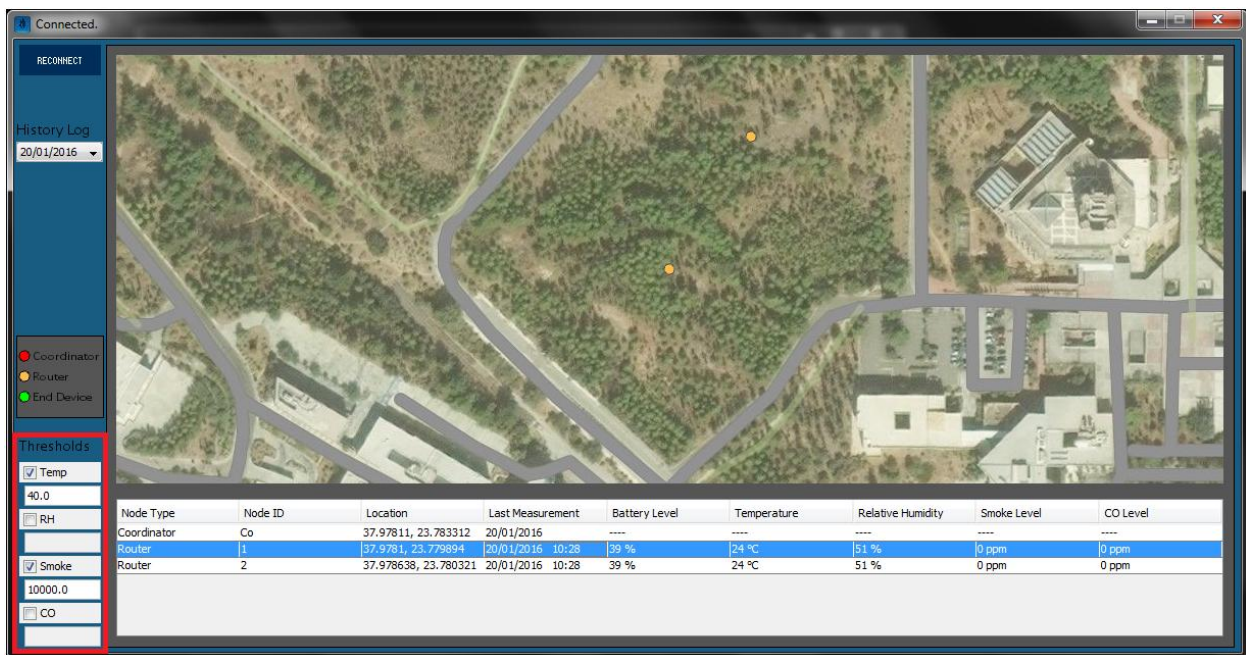 Connected.
RECONNECT
History Log
20/01/2016
Coordinator
Router
End Device
Thresholds
Temp
40.0
RH
Smoke
10000.0
CO
Node Type Node ID Location Last Measurement Battery Level Temperature Relative Humidity Smoke Level CO Level
Coordinator Co 37.97811, 23.783312 20/01/2016 ---- ---- ---- ---- ----
Router 1 37.9781, 23.779894 20/01/2016 10:28 39 % 24 ºC 51 % 0 ppm 0 ppm
Router 2 37.978638, 23.780321 20/01/2016 10:28 39 % 24 ºC 51 % 0 ppm 0 ppm